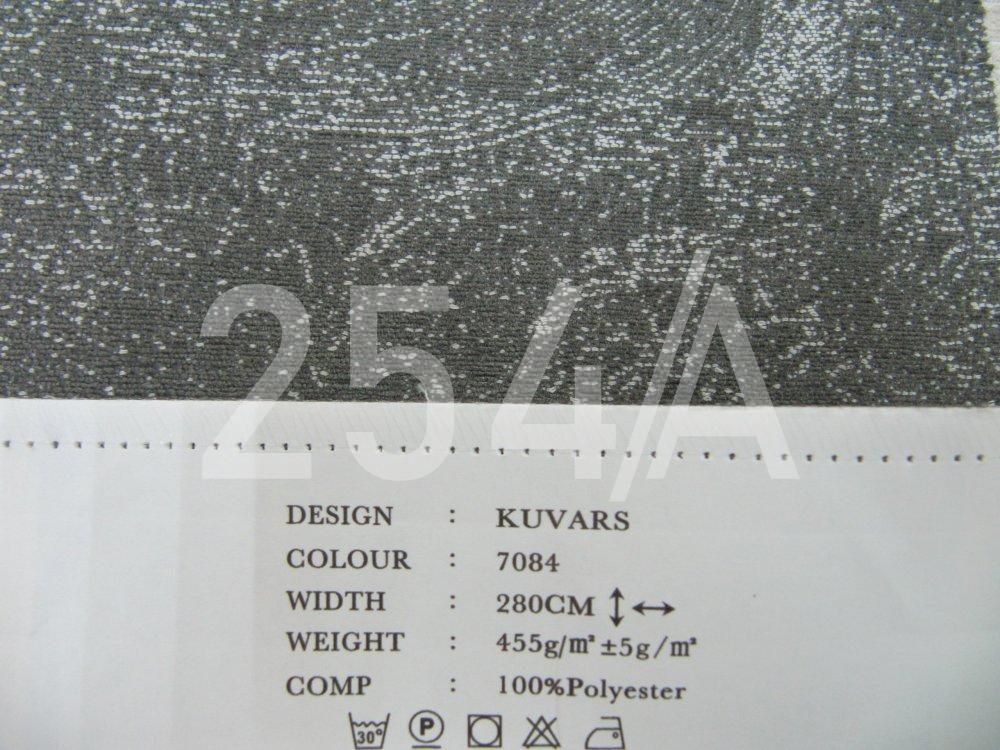 254/A
DESIGN : KUVARS
COLOUR : 7084
WIDTH : 280CM ↕↔
WEIGHT : 455g/m² ±5g/m²
COMP : 100%Polyester
30° P